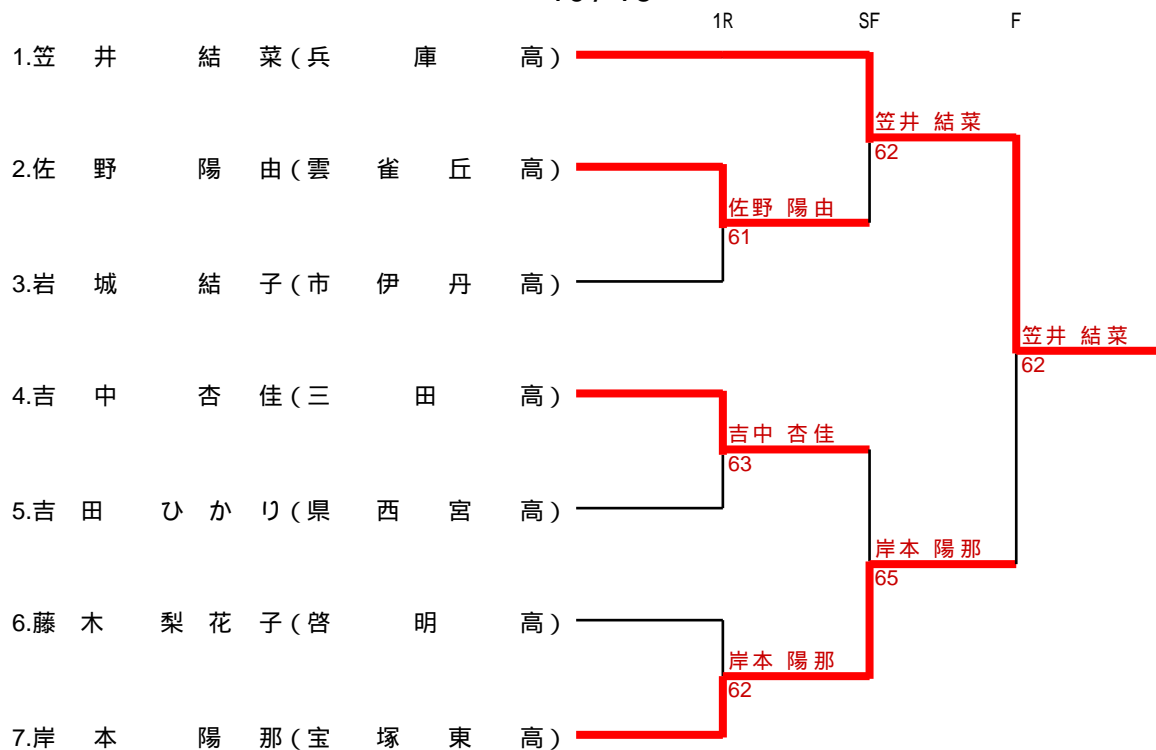 1R SF F
1.笠井 結菜(兵庫高)
笠井 結菜
62
2.佐野 陽由(雲雀丘高)
佐野 陽由
61
3.岩城 結子(市伊丹高)
笠井 結菜
62
4.吉中 杏佳(三田高)
吉中 杏佳
63
5.吉田 ひかり(県西宮高)
岸本 陽那
65
6.藤木 梨花子(啓明高)
岸本 陽那
62
7.岸本 陽那(宝塚東高)